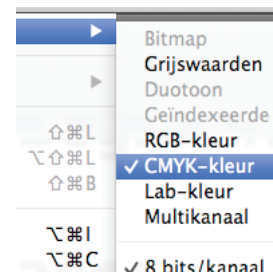 Bitmap
Grijswaarden
Duotoon
Geïndexeerde
RGB-kleur
✓ CMYK-kleur
Lab-kleur
Multikanaal
✓ 8 bits/kanaal
⇧⌘L
⌥⇧⌘L
⇧⌘B
⌥⌘I
⌥⌘C